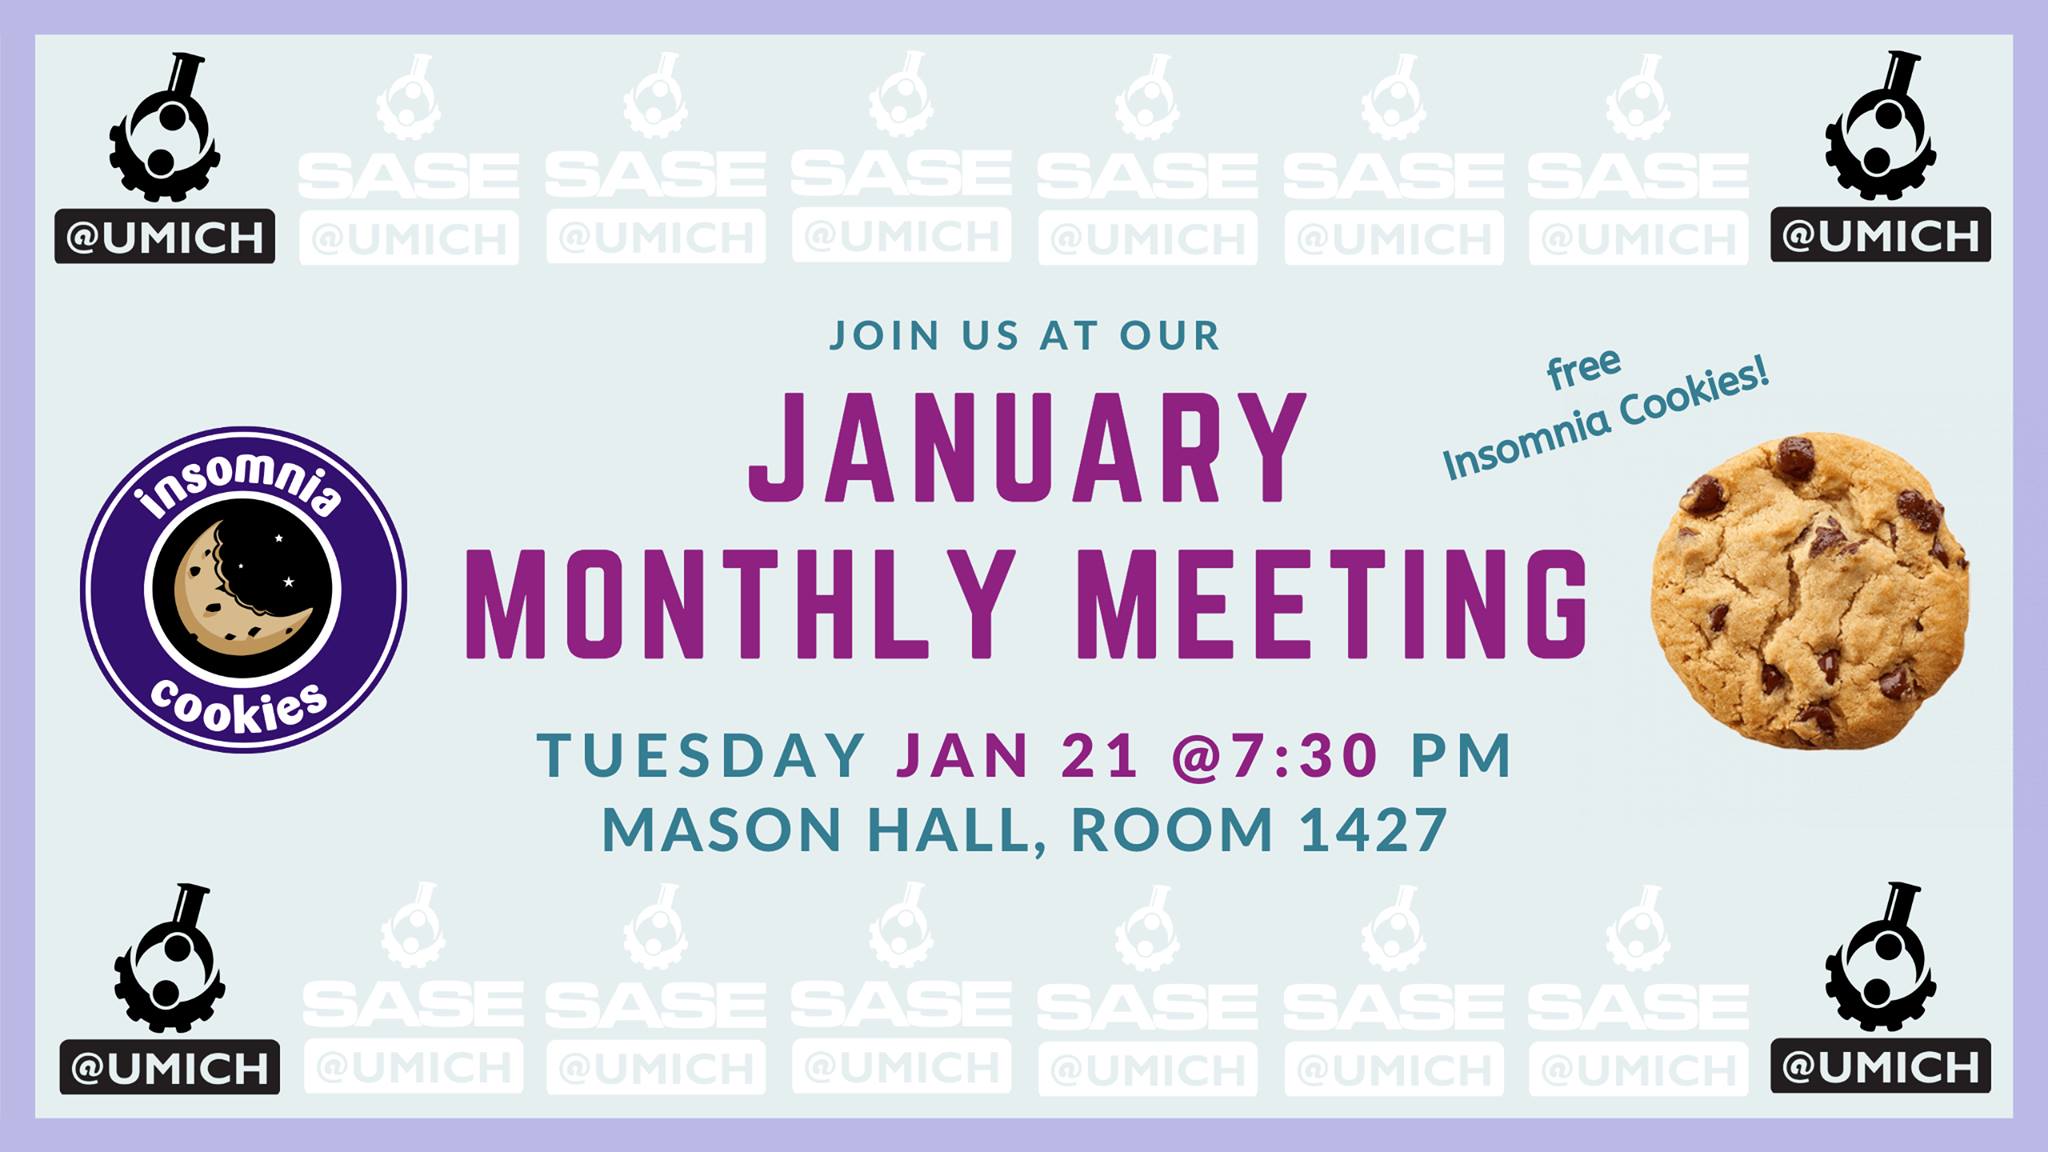 SASE SASE SASE SASE SASE SASE
@UMICH @UMICH @UMICH @UMICH @UMICH @UMICH @UMICH @UMICH
JOIN US AT OUR
free
Insomnia Cookies!
JANUARY
MONTHLY MEETING
insomnia
cookies
TUESDAY JAN 21 @7:30 PM
MASON HALL, ROOM 1427
SASE SASE SASE SASE SASE SASE
@UMICH @UMICH @UMICH @UMICH @UMICH @UMICH @UMICH @UMICH